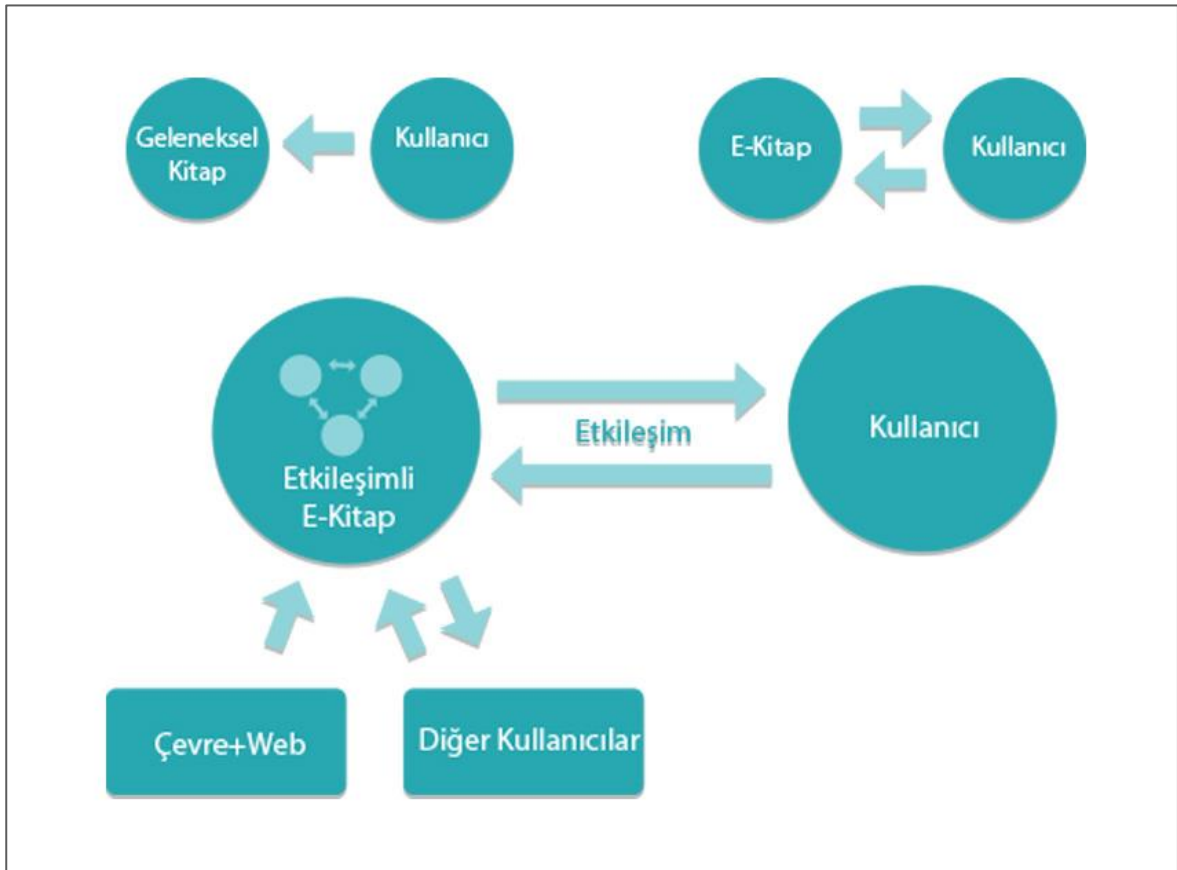 Geleneksel
Kitap
Kullanıcı
E-Kitap
Kullanıcı
Etkileşim
Kullanıcı
Etkileşimli
E-Kitap
Çevre+Web
Diğer Kullanıcılar